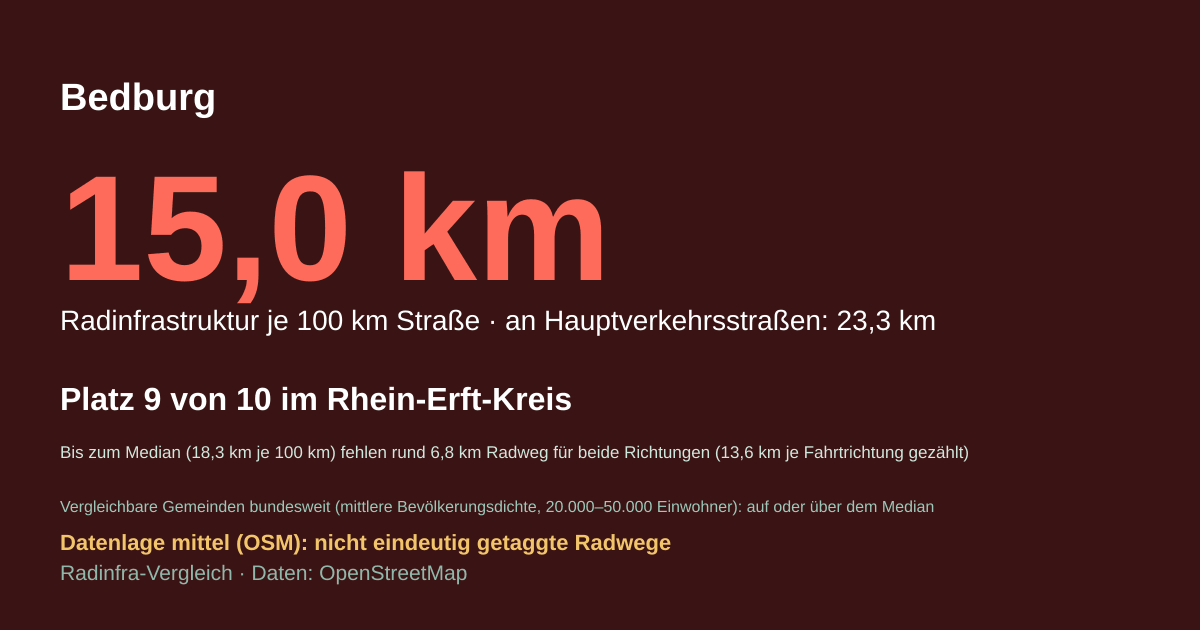 Bedburg
15,0 km
Radinfrastruktur je 100 km Straße · an Hauptverkehrsstraßen: 23,3 km
Platz 9 von 10 im Rhein-Erft-Kreis
Bis zum Median (18,3 km je 100 km) fehlen rund 6,8 km Radweg für beide Richtungen (13,6 km je Fahrtrichtung gezählt)
Vergleichbare Gemeinden bundesweit (mittlere Bevölkerungsdichte, 20.000–50.000 Einwohner): auf oder über dem Median
Datenlage mittel (OSM): nicht eindeutig getaggte Radwege
Radinfra-Vergleich · Daten: OpenStreetMap